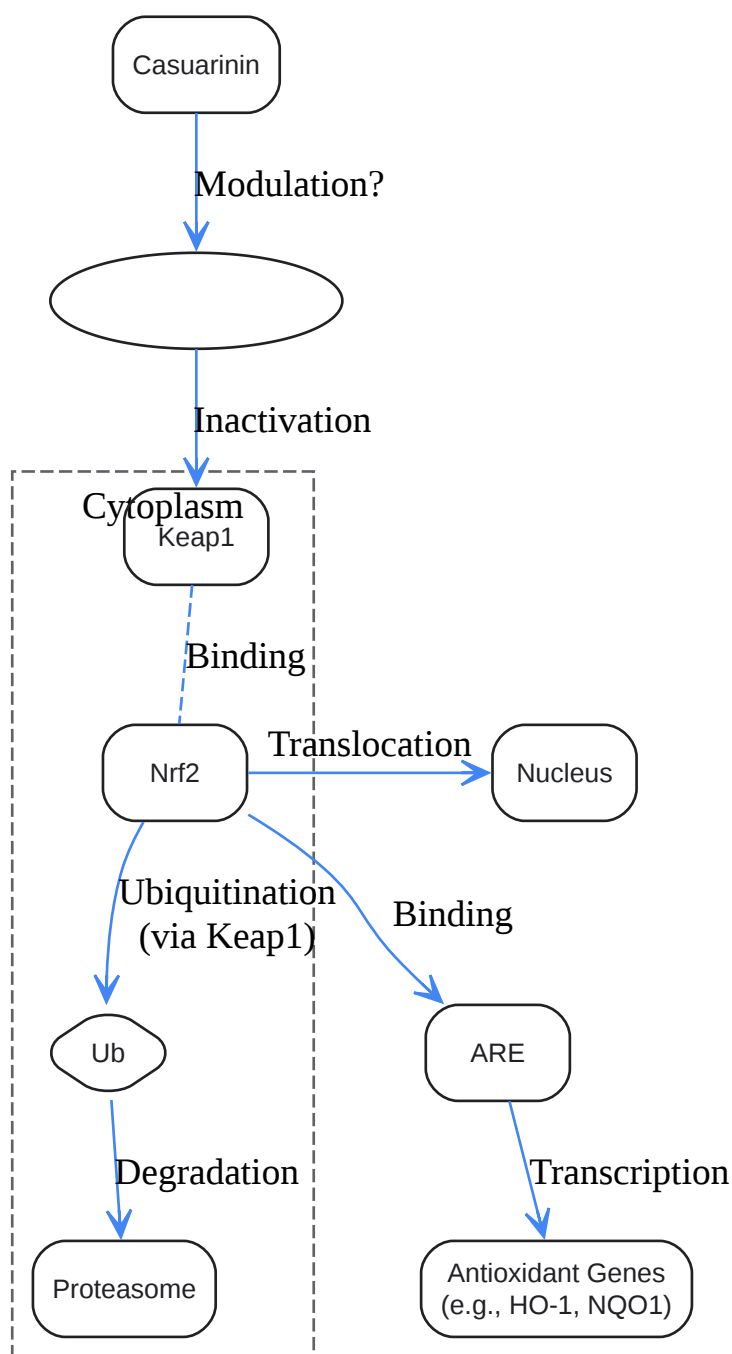 Casuarinin
Modulation?
Inactivation
Cytoplasm
Keap1
Binding
Translocation
Nrf2
Nucleus
Ubiquitination
(via Keap1)
Binding
Ub
ARE
Degradation
Transcription
Proteasome
Antioxidant Genes
(e.g., HO-1, NQO1)